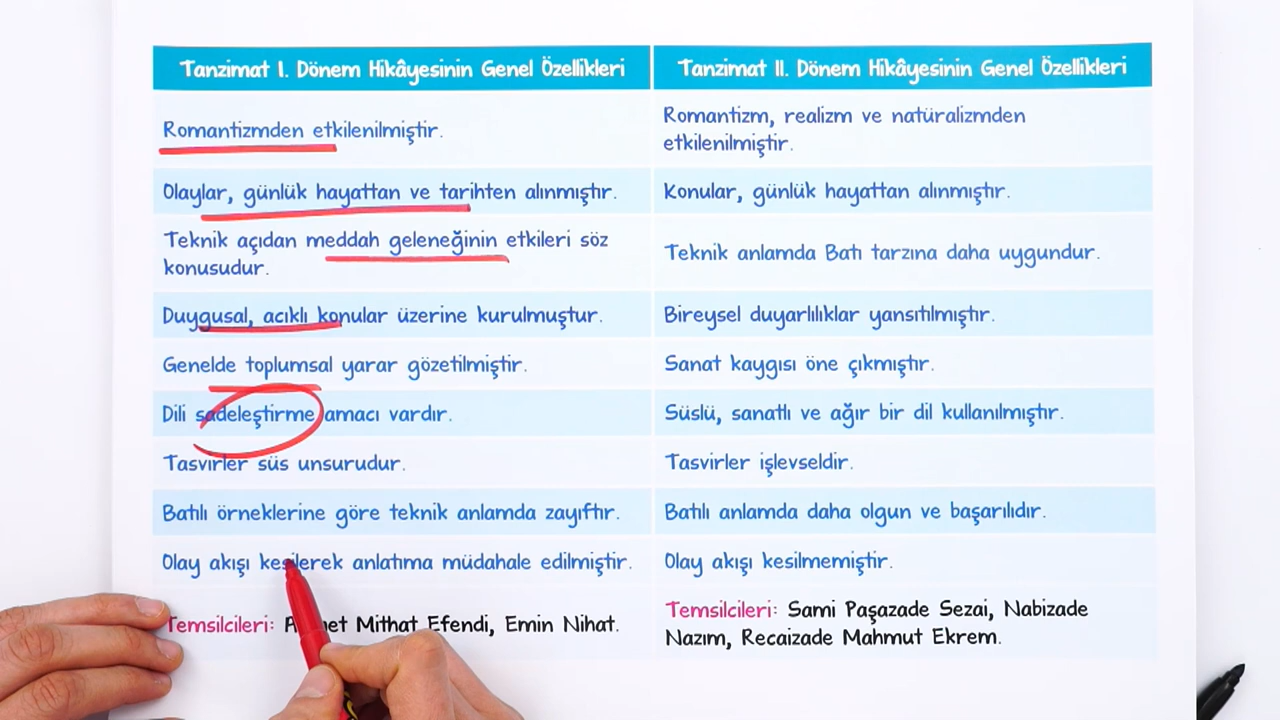 Tanzimat I. Dönem Hikâyesinin Genel Özellikleri
Tanzimat II. Dönem Hikâyesinin Genel Özellikleri
Romantizmden etkilenilmiştir.
Romantizm, realizm ve natüralizmden
etkilenilmiştir.
Olaylar, günlük hayattan ve tarihten alınmıştır.
Konular, günlük hayattan alınmıştır.
Teknik açıdan meddah geleneğinin etkileri söz
konusudur.
Teknik anlamda Batı tarzına daha uygundur.
Duygusal, acıklı konular üzerine kurulmuştur.
Bireysel duyarlılıklar yansıtılmıştır.
Genelde toplumsal yarar gözetilmiştir.
Sanat kaygısı öne çıkmıştır.
Dili sadeleştirme amacı vardır.
Süslü, sanatlı ve ağır bir dil kullanılmıştır.
Tasvirler süs unsurudur.
Tasvirler işlevseldir.
Batılı örneklerine göre teknik anlamda zayıftır.
Batılı anlamda daha olgun ve başarılıdır.
Olay akışı kesilerek anlatıma müdahale edilmiştir.
Olay akışı kesilmemiştir.
Temsilcileri: Mithat Efendi, Emin Nihat.
Temsilcileri: Sami Paşazade Sezai, Nabizade
Nazım, Recaizade Mahmut Ekrem.